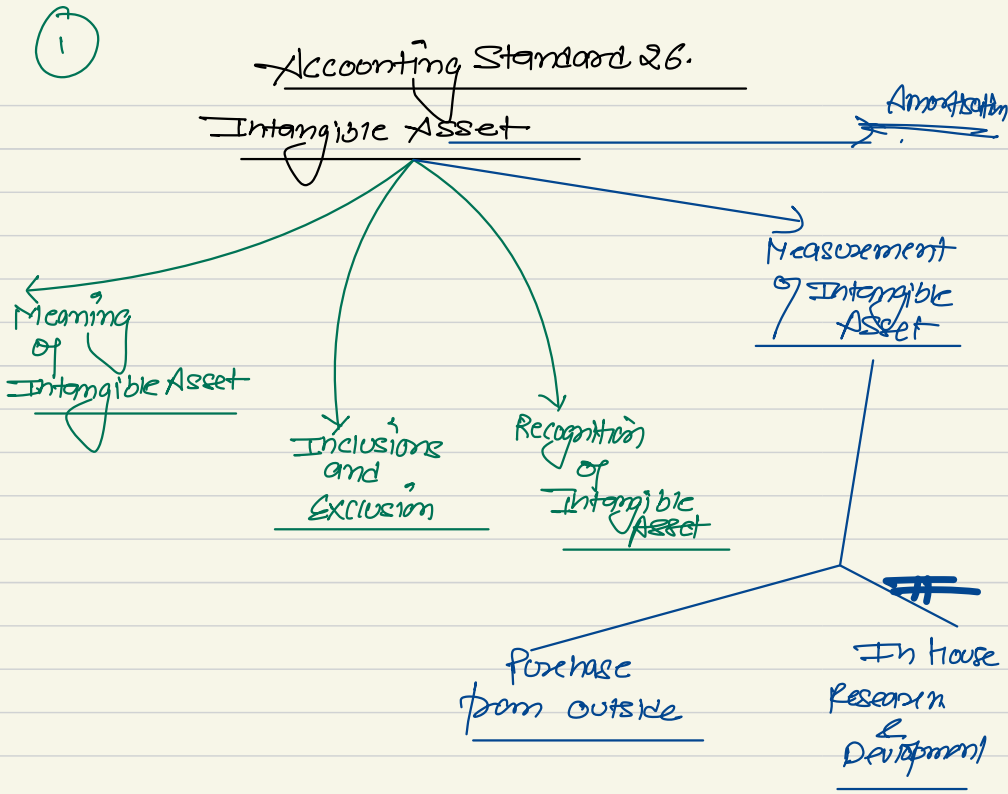 1
Accounting Standard 26.
Intangible Asset
Amortisation
Measurement
of Intangible
Asset
Meaning
of
Intangible Asset
Inclusions
and
Exclusion
Recognition
of
Intangible
Asset
Purchase
from outside
In House
Research
&
Development